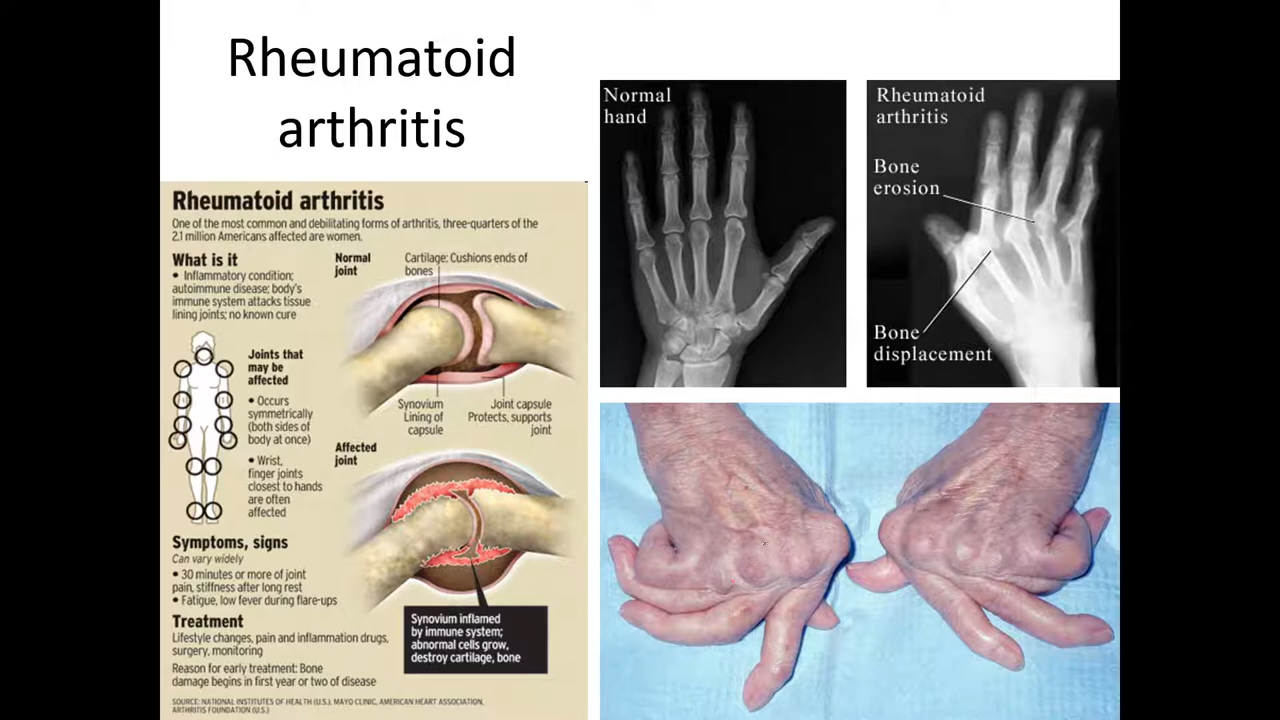 Rheumatoid
arthritis
Rheumatoid arthritis
One of the most common and debilitating forms of arthritis, three-quarters of the
2.1 million Americans affected are women.
What is it
• Inflammatory condition;
autoimmune disease; body's
immune system attacks tissue
lining joints; no known cure
Normal
joint
Cartilage: Cushions ends of
bones
Synovium
Lining of
capsule
Joint capsule
Protects, supports
joint
Joints that
may be
affected
• Occurs
symmetrically
(both sides of
body at once)
• Wrist,
finger joints
closest to hands
are often
affected
Affected
joint
Synovium inflamed
by immune system;
abnormal cells grow,
destroy cartilage, bone
Symptoms, signs
Can vary widely
• 30 minutes or more of joint
pain, stiffness after long rest
• Fatigue, low fever during flare-ups
Treatment
Lifestyle changes, pain and inflammation drugs,
surgery, monitoring
Reason for early treatment: Bone
damage begins in first year or two of disease
SOURCE: NATIONAL INSTITUTES OF HEALTH (U.S.), MAYO CLINIC, AMERICAN HEART ASSOCIATION,
ARTHRITIS FOUNDATION (U.S.)
Normal
hand
Rheumatoid
arthritis
Bone
erosion
Bone
displacement